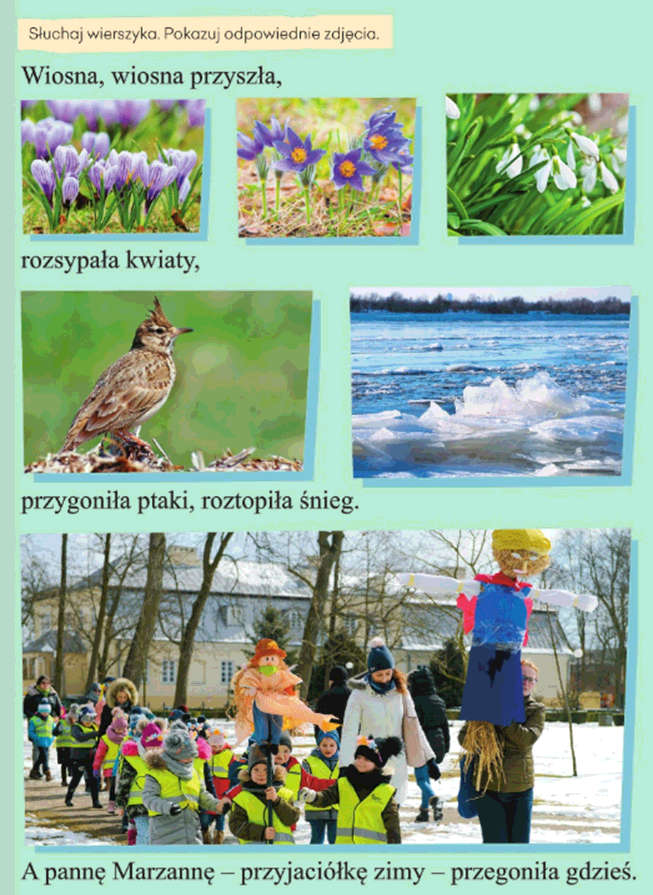 Słuchaj wierszyka. Pokazuj odpowiednie zdjęcia.
Wiosna, wiosna przyszła,
rozsypała kwiaty,
przygoniła ptaki, roztopiła śnieg.
A pannę Marzannę – przyjaciółkę zimy – przegoniła gdzieś.